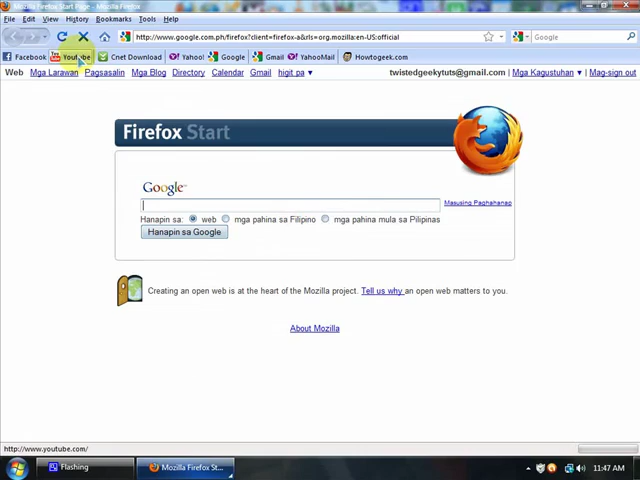 Mozilla Firefox Start Page - Mozilla Firefox
File Edit View History Bookmarks Tools Help
http://www.google.com.ph/firefox?client=firefox-a&rls=org.mozilla:en-US:official
Google
Facebook Youtube Cnet Download Yahoo! Google Gmail YahooMail Howtogeek.com
Web Mga Larawan Pagsasalin Mga Blog Directory Calendar Gmail higit pa ▼ twistedgeekytuts@gmail.com | Mga Kagustuhan ▼ | Mag-sign out
Firefox Start
Google™
Masusing Paghahanap
Hanapin sa: web mga pahina sa Filipino mga pahina mula sa Pilipinas
Hanapin sa Google
Creating an open web is at the heart of the Mozilla project. Tell us why an open web matters to you.
About Mozilla
http://www.youtube.com/
Flashing Mozilla Firefox St... 11:47 AM